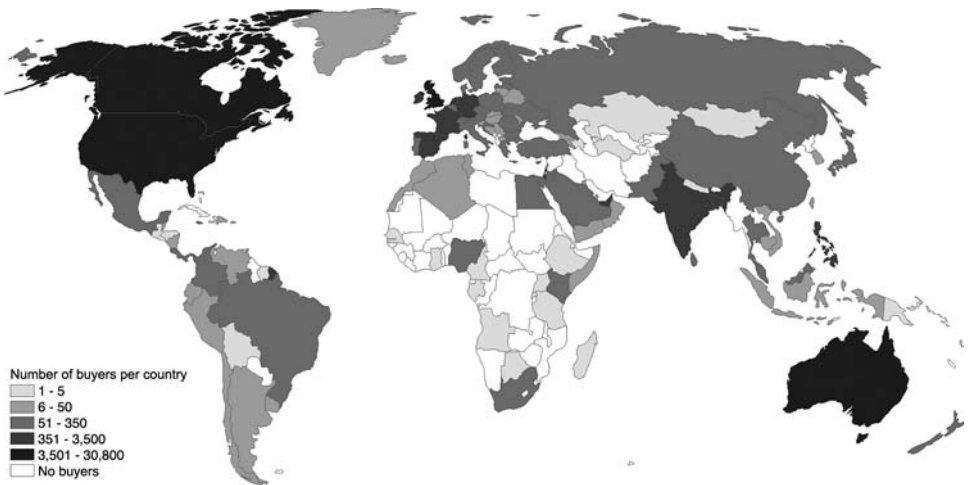 Number of buyers per country
1 - 5
6 - 50
51 - 350
351 - 3,500
3,501 - 30,800
No buyers